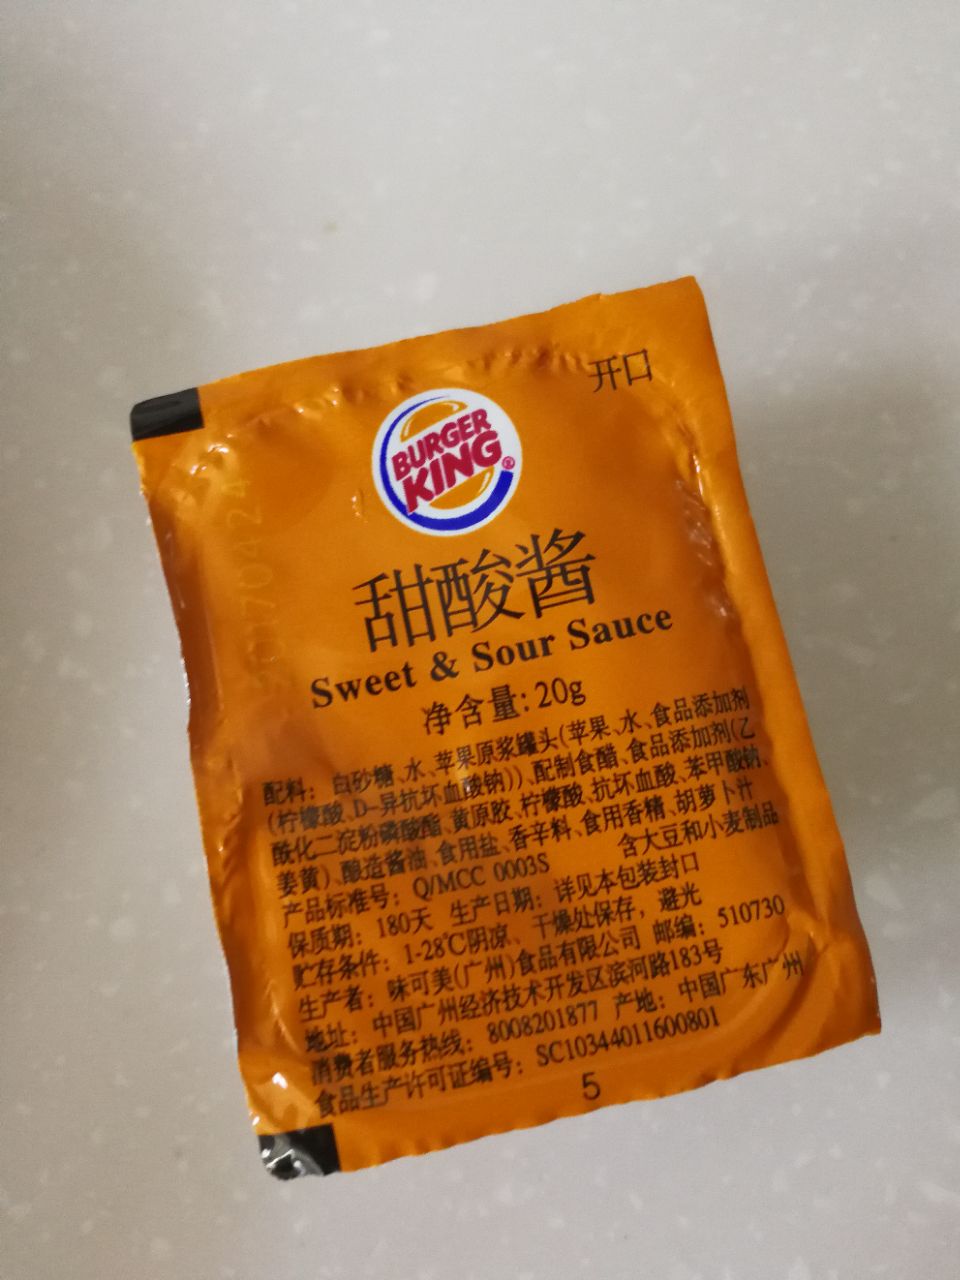 开口
BURGER
KING®
甜酸酱
Sweet & Sour Sauce
净含量: 20g
配料: 白砂糖、水、苹果原浆罐头(苹果、水、食品添加剂
(柠檬酸、D-异抗坏血酸钠))、配制食醋、食品添加剂(乙
酰化二淀粉磷酸酯、黄原胶、柠檬酸、抗坏血酸、苯甲酸钠、
姜黄)、酿造酱油、食用盐、香辛料、食用香精、胡萝卜汁
产品标准号: Q/MCC 0003S 含大豆和小麦制品
保质期: 180天 生产日期: 详见本包装封口
贮存条件: 1-28℃阴凉、干燥处保存, 避光
生产者: 味可美(广州)食品有限公司 邮编: 510730
地址: 中国广州经济技术开发区滨河路183号
消费者服务热线: 8008201877 产地: 中国广东广州
食品生产许可证编号: SC10344011600801
5
20170424